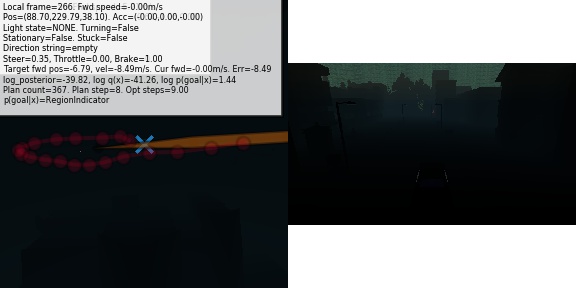 Local frame=266. Fwd speed=-0.00m/s
Pos=(88.70,229.79,38.10). Acc=(-0.00,0.00,-0.00)
Light state=NONE. Turning=False
Stationary=False. Stuck=False
Direction string=empty
Steer=0.35, Throttle=0.00, Brake=1.00
Target fwd pos=-6.79, vel=-8.49m/s. Cur fwd=-0.00m/s. Err=-8.49
log_posterior=-39.82, log q(x)=-41.26, log p(goal|x)=1.44
Plan count=367. Plan step=8. Opt steps=9.00
p(goal|x)=RegionIndicator